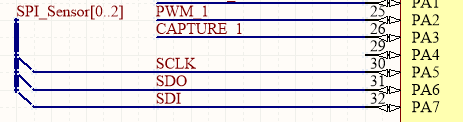 PA1
SPI_Sensor[0..2] PWM_1 25 PA2
CAPTURE_1 26 PA3
29 PA4
SCLK 30 PA5
SDO 31 PA6
SDI 32 PA7